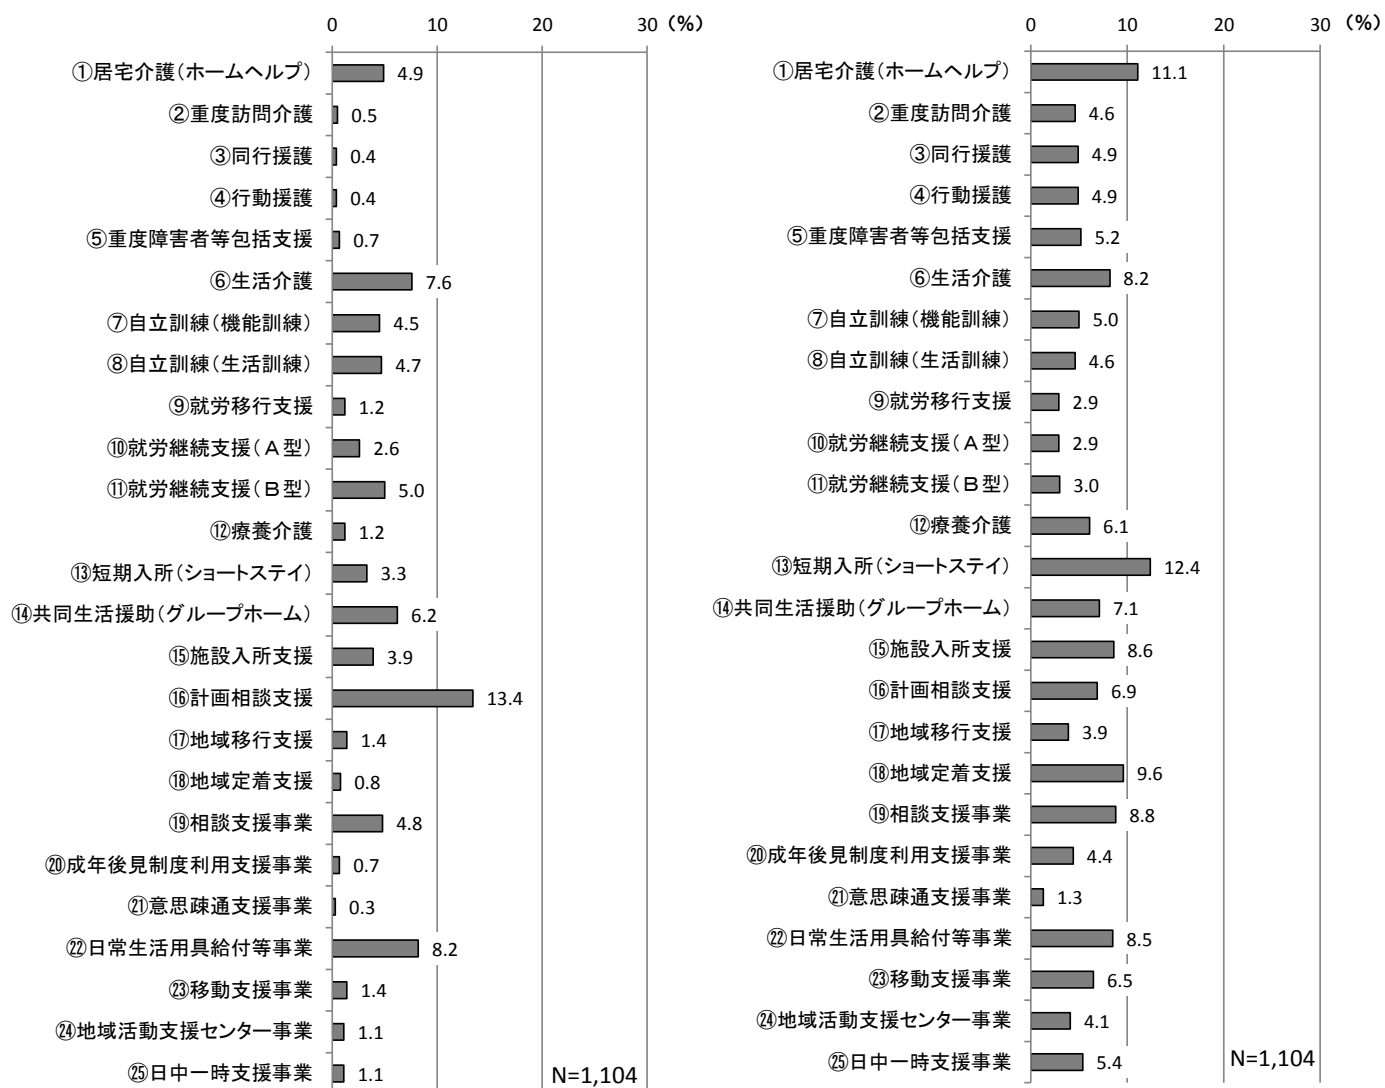 0 10 20 30 (%)
①居宅介護(ホームヘルプ) 4.9
②重度訪問介護 0.5
③同行援護 0.4
④行動援護 0.4
⑤重度障害者等包括支援 0.7
⑥生活介護 7.6
⑦自立訓練(機能訓練) 4.5
⑧自立訓練(生活訓練) 4.7
⑨就労移行支援 1.2
⑩就労継続支援(A型) 2.6
⑪就労継続支援(B型) 5.0
⑫療養介護 1.2
⑬短期入所(ショートステイ) 3.3
⑭共同生活援助(グループホーム) 6.2
⑮施設入所支援 3.9
⑯計画相談支援 13.4
⑰地域移行支援 1.4
⑱地域定着支援 0.8
⑲相談支援事業 4.8
⑳成年後見制度利用支援事業 0.7
㉑意思疎通支援事業 0.3
㉒日常生活用具給付等事業 8.2
㉓移動支援事業 1.4
㉔地域活動支援センター事業 1.1
㉕日中一時支援事業 1.1
N=1,104
0 10 20 30 (%)
①居宅介護(ホームヘルプ) 11.1
②重度訪問介護 4.6
③同行援護 4.9
④行動援護 4.9
⑤重度障害者等包括支援 5.2
⑥生活介護 8.2
⑦自立訓練(機能訓練) 5.0
⑧自立訓練(生活訓練) 4.6
⑨就労移行支援 2.9
⑩就労継続支援(A型) 2.9
⑪就労継続支援(B型) 3.0
⑫療養介護 6.1
⑬短期入所(ショートステイ) 12.4
⑭共同生活援助(グループホーム) 7.1
⑮施設入所支援 8.6
⑯計画相談支援 6.9
⑰地域移行支援 3.9
⑱地域定着支援 9.6
⑲相談支援事業 8.8
⑳成年後見制度利用支援事業 4.4
㉑意思疎通支援事業 1.3
㉒日常生活用具給付等事業 8.5
㉓移動支援事業 6.5
㉔地域活動支援センター事業 4.1
㉕日中一時支援事業 5.4
N=1,104